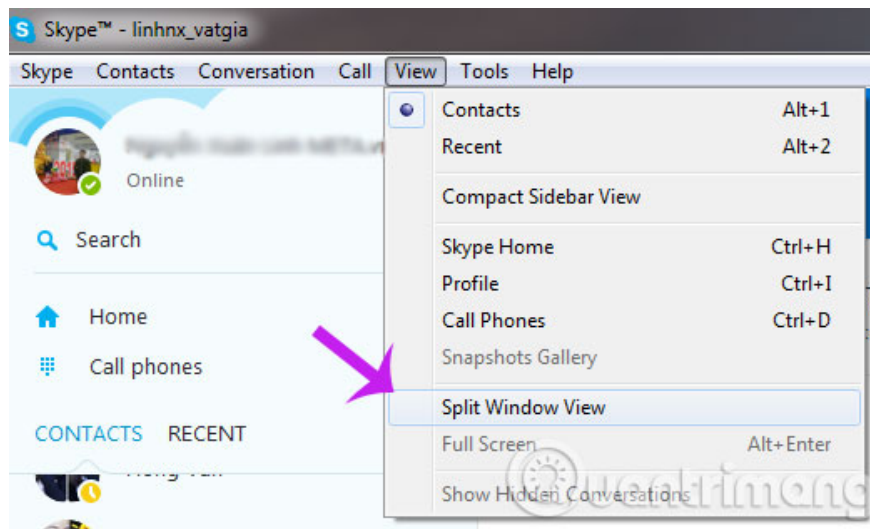 Skype™ - linhnx_vatgia
Skype Contacts Conversation Call View Tools Help
Online
Search
Home
Call phones
CONTACTS RECENT
Contacts Alt+1
Recent Alt+2
Compact Sidebar View
Skype Home Ctrl+H
Profile Ctrl+I
Call Phones Ctrl+D
Snapshots Gallery
Split Window View
Full Screen Alt+Enter
Show Hidden Conversations
Quantrimang